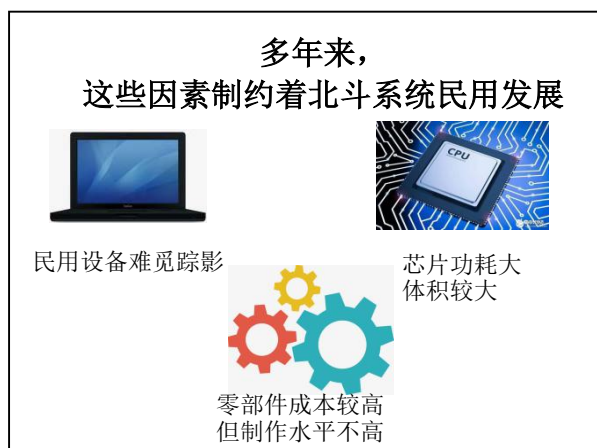 多年来，
这些因素制约着北斗系统民用发展
CPU
民用设备难觅踪影
芯片功耗大
体积较大
零部件成本较高
但制作水平不高